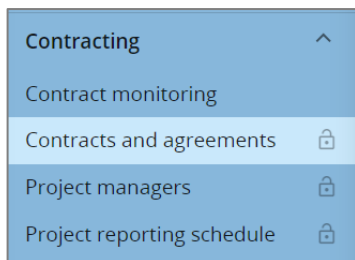 Contracting
Contract monitoring
Contracts and agreements
Project managers
Project reporting schedule